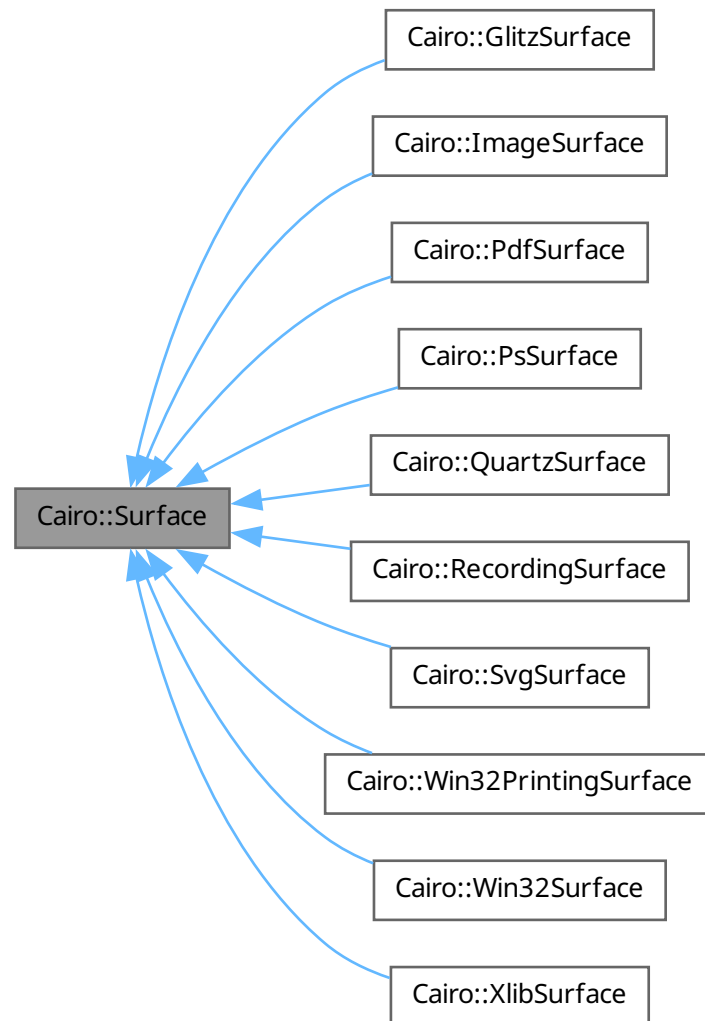 Cairo::GlitzSurface
Cairo::ImageSurface
Cairo::PdfSurface
Cairo::PsSurface
Cairo::QuartzSurface
Cairo::Surface
Cairo::RecordingSurface
Cairo::SvgSurface
Cairo::Win32PrintingSurface
Cairo::Win32Surface
Cairo::XlibSurface